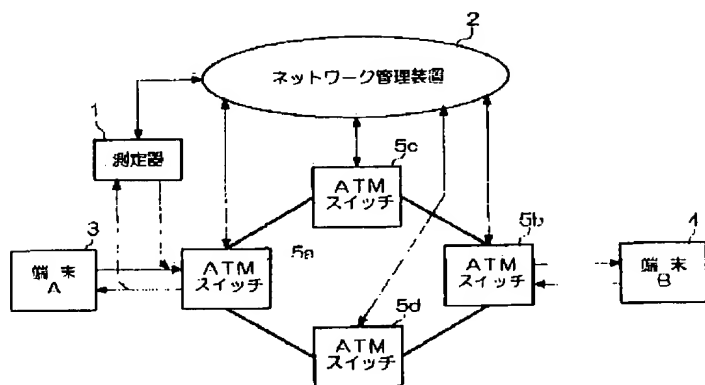 2
ネットワーク管理装置
1
測定器
5c
ATM
スイッチ
3
端末
A
5a
ATM
スイッチ
5b
ATM
スイッチ
4
端末
B
5d
ATM
スイッチ